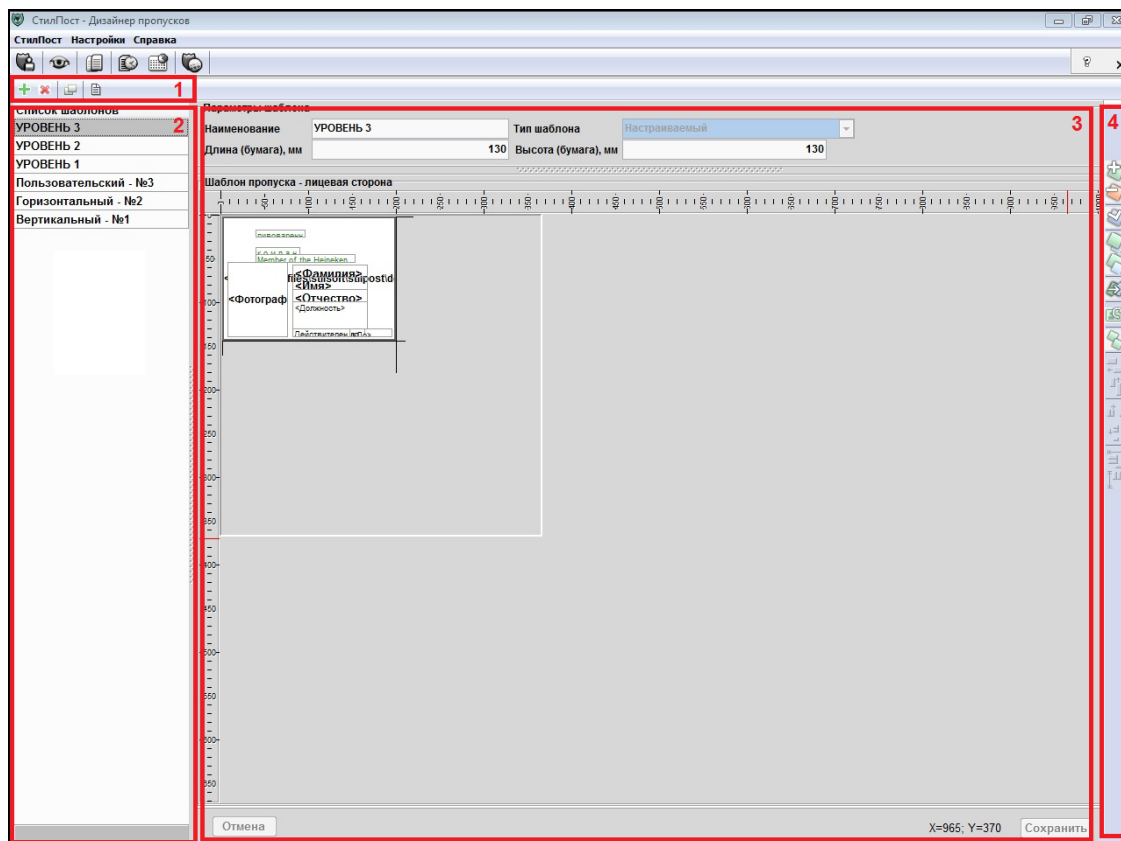 СтилПост - Дизайнер пропусков
СтилПост Настройки Справка
1
Список шаблонов
УРОВЕНЬ 3
2
УРОВЕНЬ 2
УРОВЕНЬ 1
Пользовательский - №3
Горизонтальный - №2
Вертикальный - №1
Параметры шаблона
Наименование УРОВЕНЬ 3 Тип шаблона Настраиваемый
3
4
Длина (бумага), мм 130 Высота (бумага), мм 130
Шаблон пропуска - лицевая сторона
Member of the Heineken
<Фамилия>
<Имя>
<Фотограф
<Отчество>
<Должность>
Отмена
X=965; Y=370
Сохранить